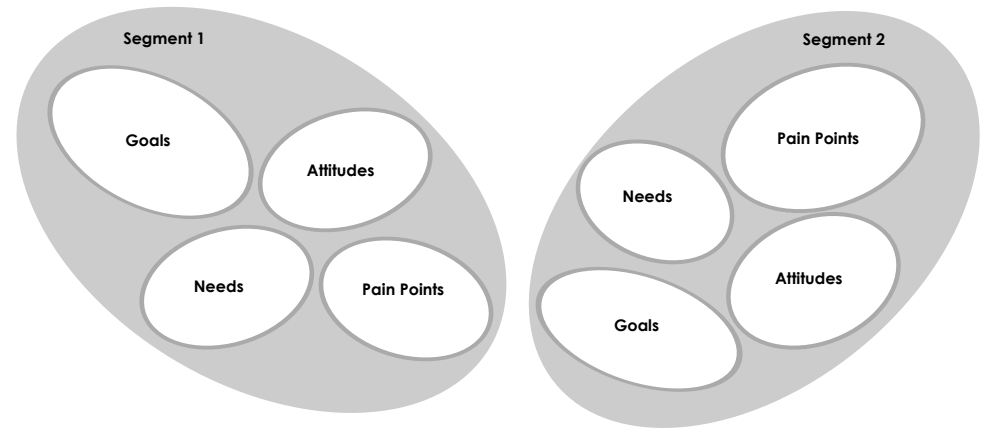 Segment 1
Goals
Attitudes
Needs
Pain Points
Segment 2
Pain Points
Needs
Attitudes
Goals